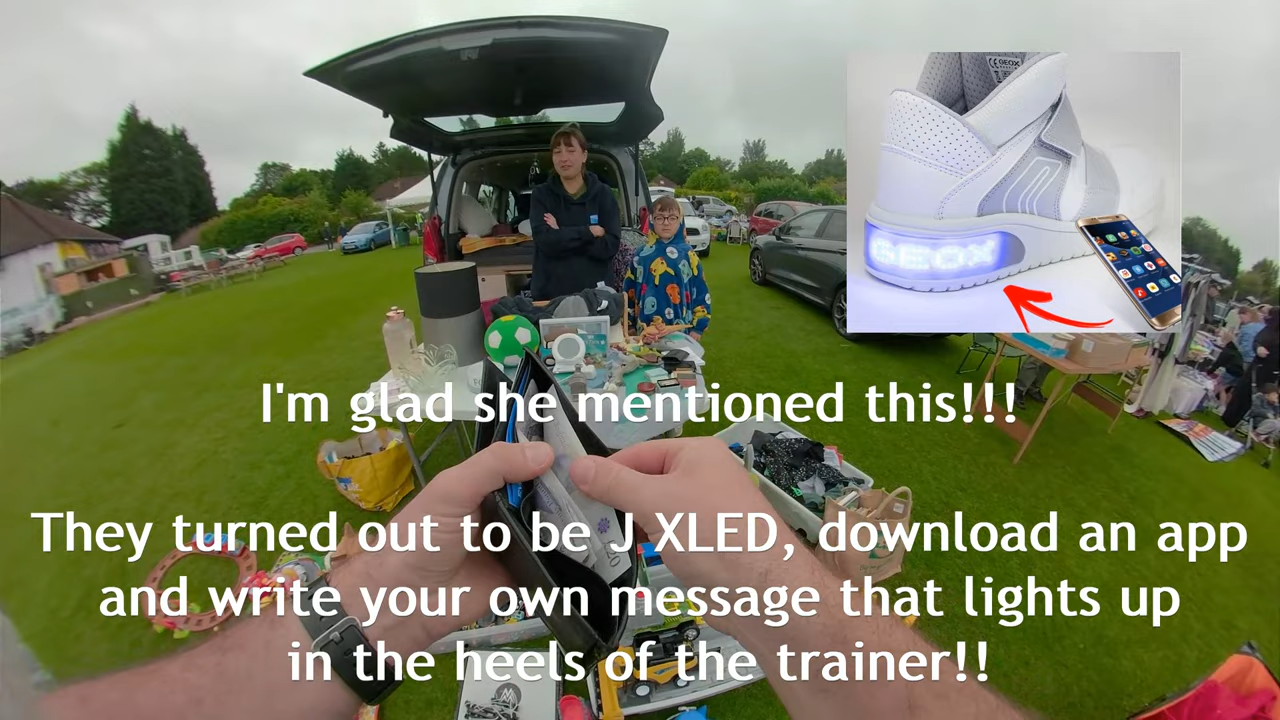 GEOX
GEOX
I'm glad she mentioned this!!!
They turned out to be J XLED, download an app
and write your own message that lights up
in the heels of the trainer!!